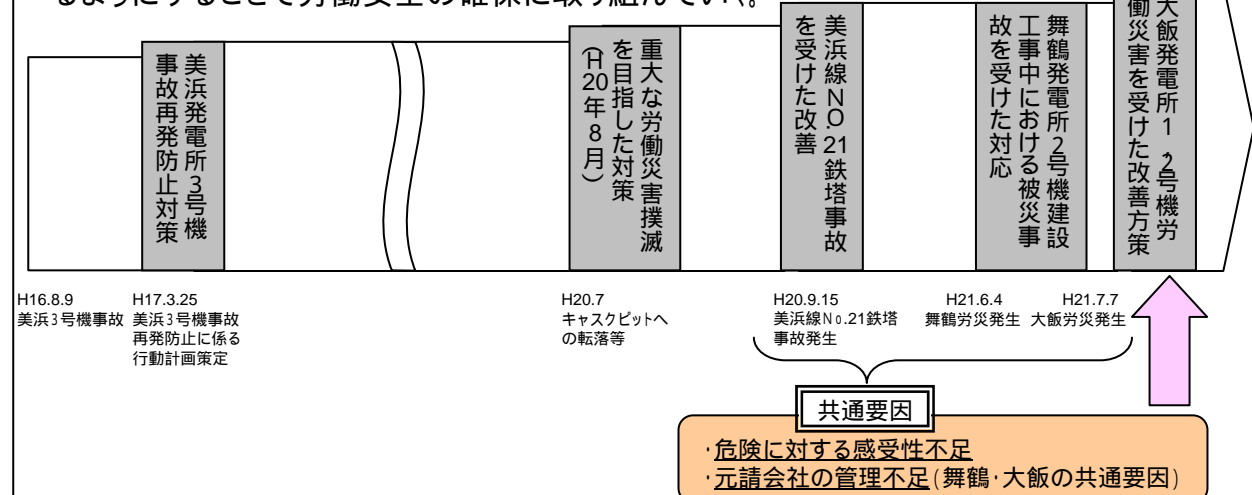 るようにすることで労働安全の確保に取り組んでいく。
美浜発電所3号機
事故再発防止対策
重大な労働災害撲滅
を目指した対策
（H20年8月）
美浜線NO.21鉄塔事故
を受けた改善
舞鶴発電所2号機建設
工事中における被災事
故を受けた対応
大飯発電所1,2号機労
働災害を受けた改善方策
H16.8.9
美浜3号機事故
H17.3.25
美浜3号機事故
再発防止に係る
行動計画策定
H20.7
キャスクピットへ
の転落等
H20.9.15
美浜線No.21鉄塔
事故発生
H21.6.4
舞鶴労災発生
H21.7.7
大飯労災発生
共通要因
・危険に対する感受性不足
・元請会社の管理不足(舞鶴・大飯の共通要因)